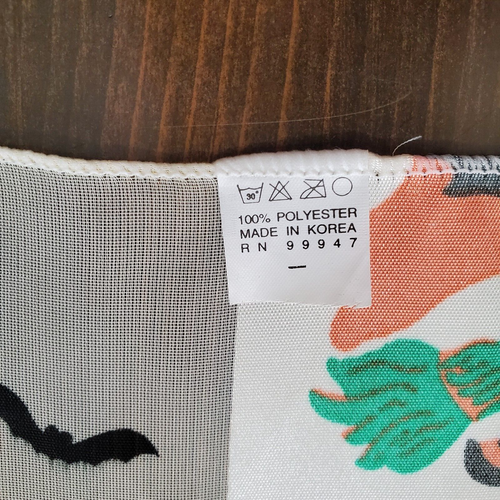 30°
100% POLYESTER
MADE IN KOREA
RN 99947